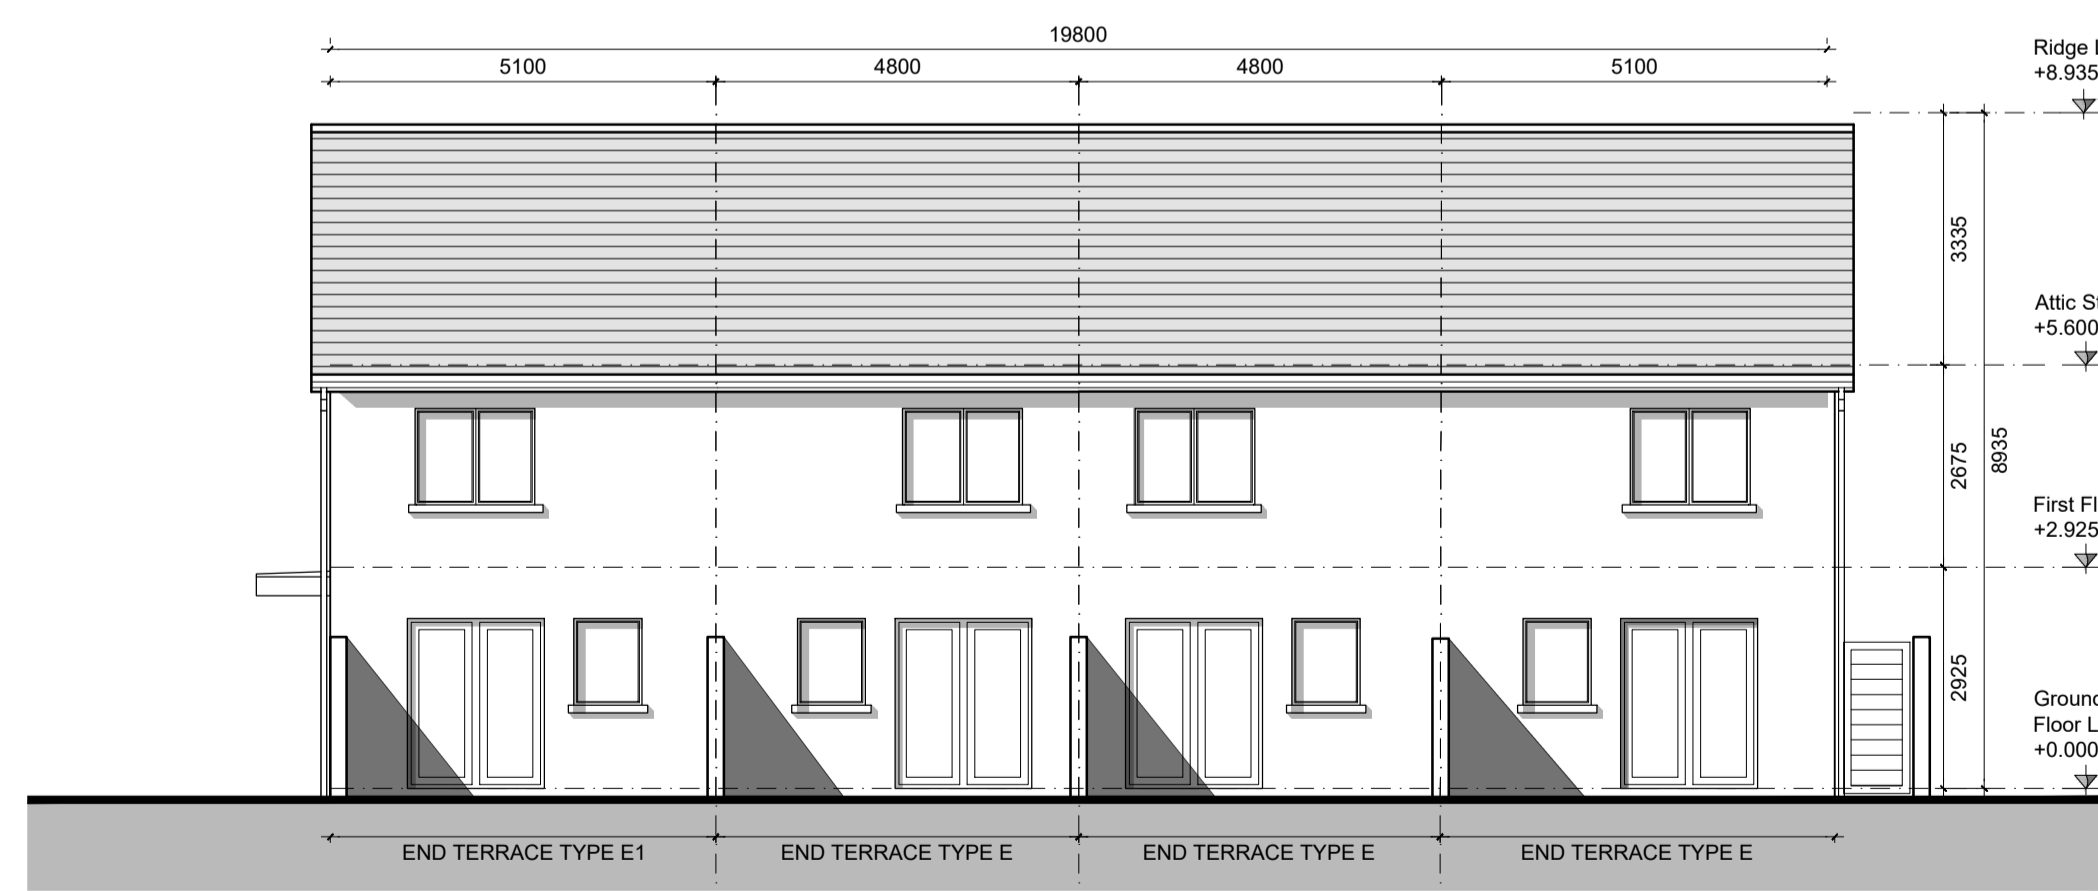 19800
5100
4800
4800
5100
Ridge
+8.935
3335
Attic
+5.600
2675
8935
First
+2.925
2925
Ground
Floor
+0.000
END TERRACE TYPE E1
END TERRACE TYPE E
END TERRACE TYPE E
END TERRACE TYPE E